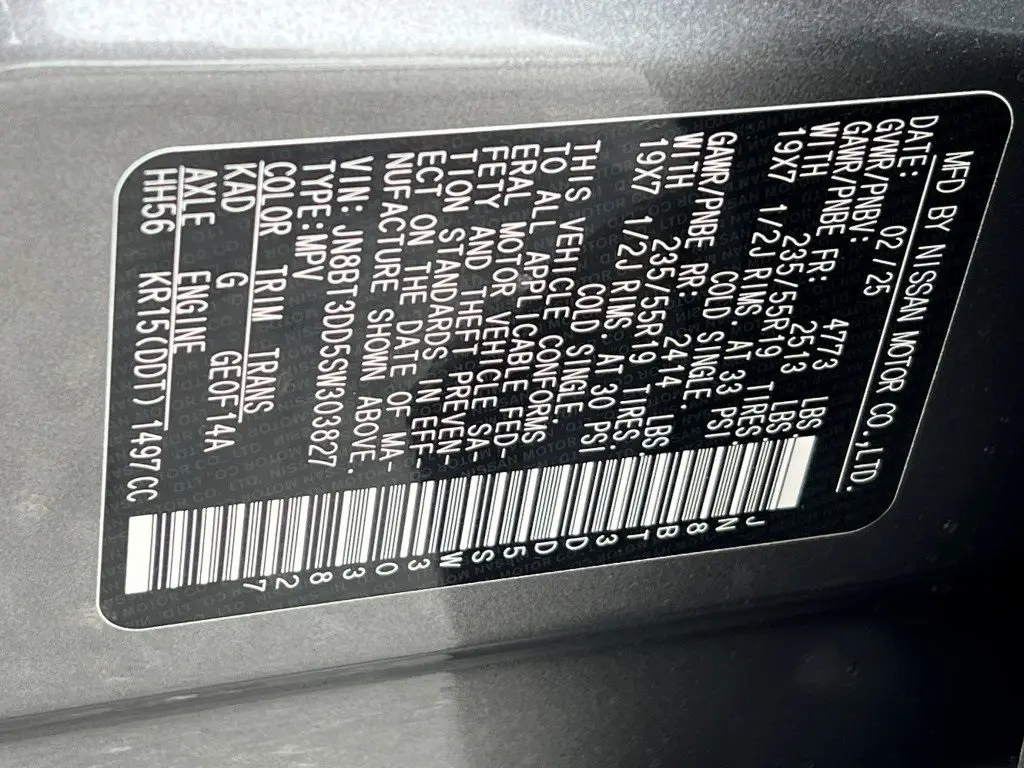 MFD BY NISSAN MOTOR CO.,LTD.
DATE: 02/25
GVWR/PNBV: 4773 LBS.
GAWR/PNBE FR: 2513 LBS.
WITH 235/55R19 TIRES.
19X7 1/2J RIMS. AT 33 PSI
COLD SINGLE.
GAWR/PNBE RR: 2414 LBS.
WITH 235/55R19 TIRES.
19X7 1/2J RIMS. AT 30 PSI
COLD SINGLE.
THIS VEHICLE CONFORMS
TO ALL APPLICABLE FED-
ERAL MOTOR VEHICLE SA-
FETY AND THEFT PREVEN-
TION STANDARDS IN EFF-
ECT ON THE DATE OF MA-
NUFACTURE SHOWN ABOVE.
VIN: JN8BT3DD5SW303827
TYPE:MPV
COLOR TRIM TRANS
KAD G GE0F14A
AXLE ENGINE
HH56 KR15(DDT) 1497CC
JN8BT3DD5SW303827